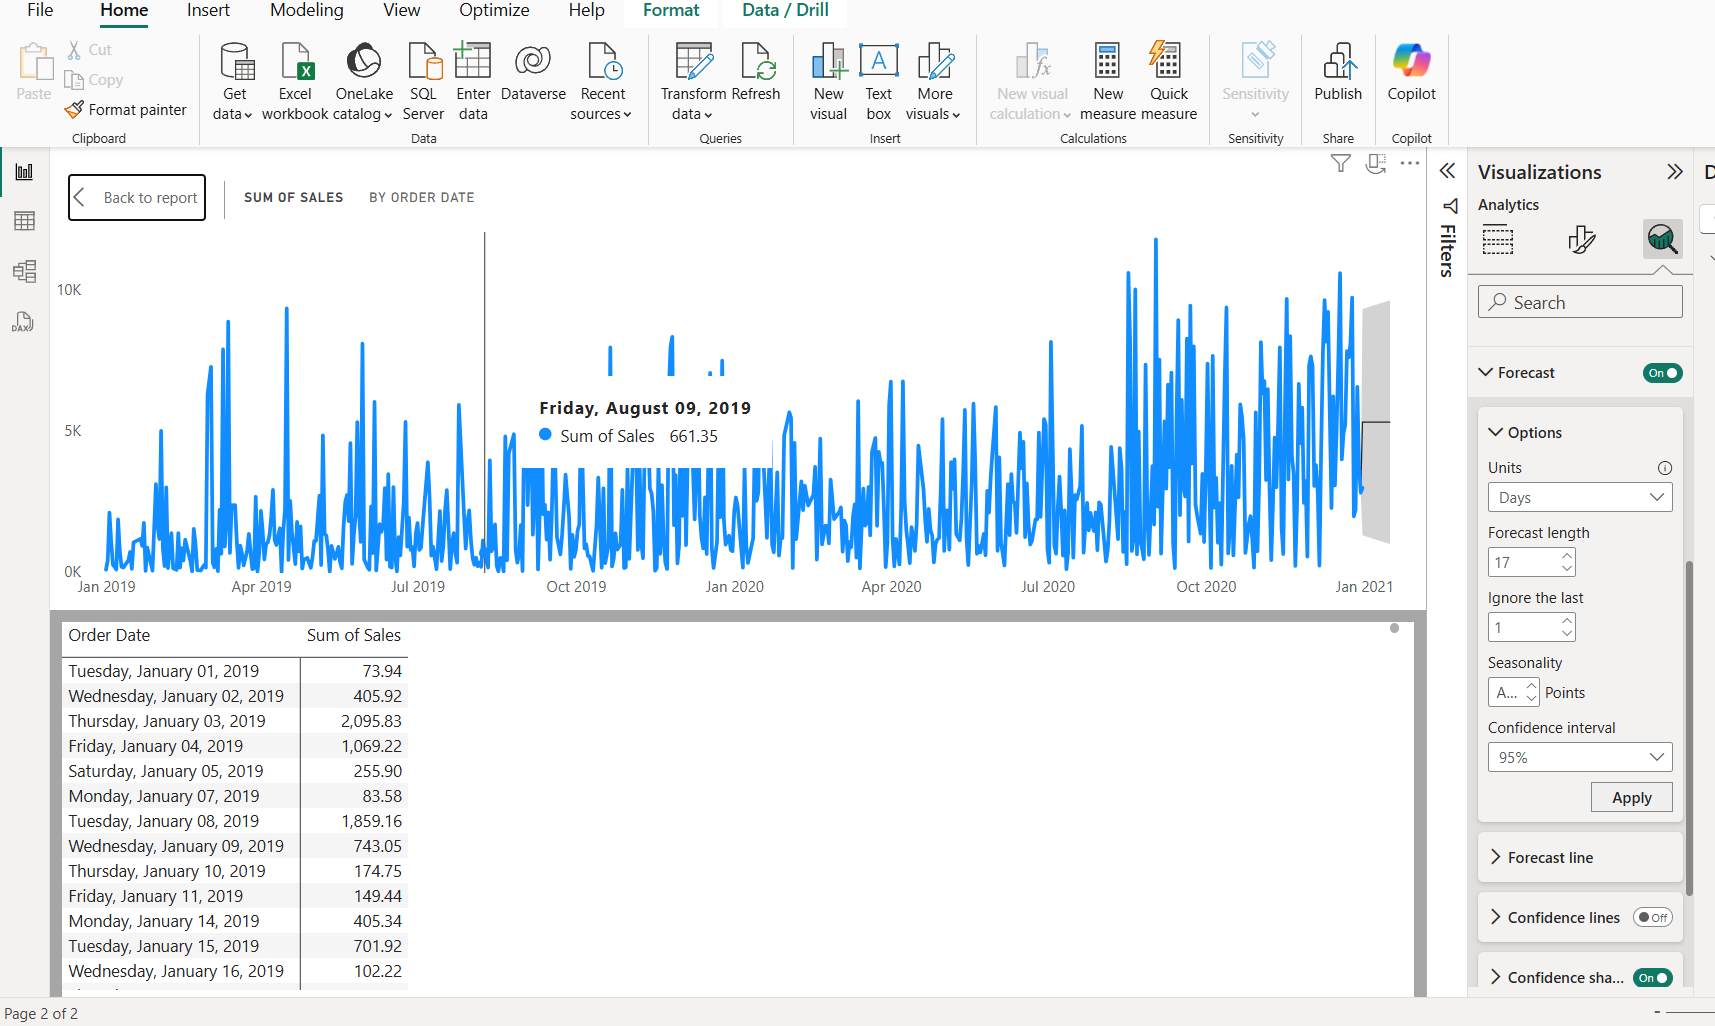 File Home Insert Modeling View Optimize Help Format Data / Drill
Paste
Cut
Copy
Format painter
Clipboard
Get data
Excel workbook
OneLake catalog
SQL Server
Enter data
Dataverse
Recent sources
Data
Transform data
Refresh
Queries
New visual
Text box
More visuals
Insert
New visual calculation
New measure
Quick measure
Calculations
Sensitivity
Sensitivity
Publish
Share
Copilot
Copilot
DAX
Back to report
SUM OF SALES BY ORDER DATE
10K
5K
0K
Friday, August 09, 2019
Sum of Sales 661.35
Jan 2019 Apr 2019 Jul 2019 Oct 2019 Jan 2020 Apr 2020 Jul 2020 Oct 2020 Jan 2021
Order Date Sum of Sales
Tuesday, January 01, 2019 73.94
Wednesday, January 02, 2019 405.92
Thursday, January 03, 2019 2,095.83
Friday, January 04, 2019 1,069.22
Saturday, January 05, 2019 255.90
Monday, January 07, 2019 83.58
Tuesday, January 08, 2019 1,859.16
Wednesday, January 09, 2019 743.05
Thursday, January 10, 2019 174.75
Friday, January 11, 2019 149.44
Monday, January 14, 2019 405.34
Tuesday, January 15, 2019 701.92
Wednesday, January 16, 2019 102.22
Filters
Visualizations
Analytics
Search
Forecast On
Options
Units
Days
Forecast length
17
Ignore the last
1
Seasonality
A... Points
Confidence interval
95%
Apply
Forecast line
Confidence lines Off
Confidence sha... On
Page 2 of 2